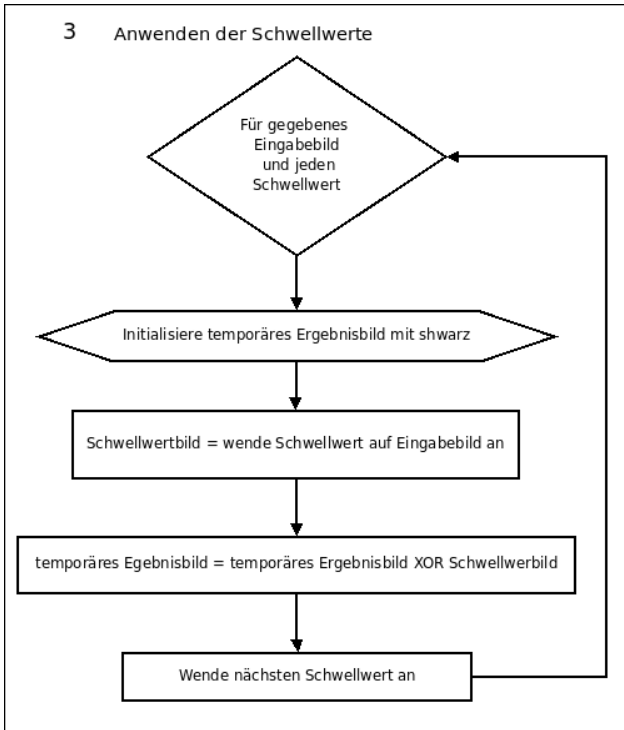 3 Anwenden der Schwellwerte
Für gegebenes
Eingabebild
und jeden
Schwellwert
Initialisiere temporäres Ergebnisbild mit shwarz
Schwellwertbild = wende Schwellwert auf Eingabebild an
temporäres Egebnisbild = temporäres Ergebnisbild XOR Schwellwerbild
Wende nächsten Schwellwert an